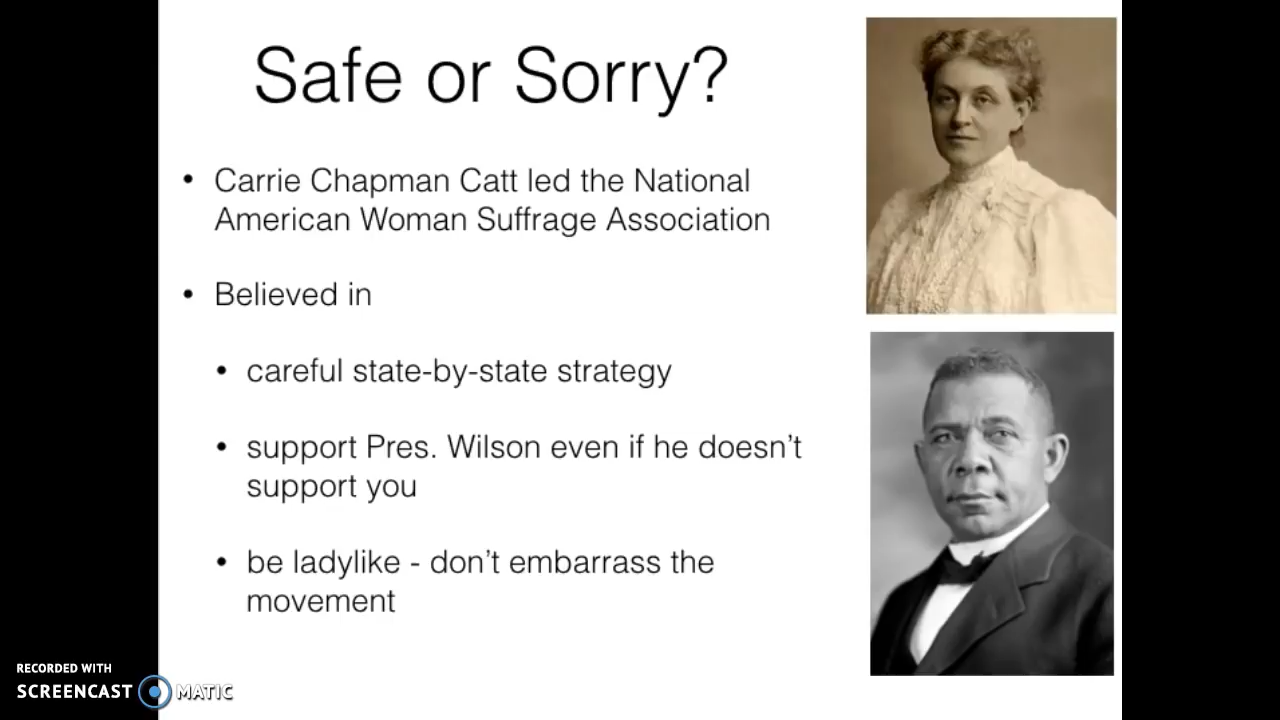 Safe or Sorry?
• Carrie Chapman Catt led the National
American Woman Suffrage Association
• Believed in
• careful state-by-state strategy
• support Pres. Wilson even if he doesn’t
support you
• be ladylike - don’t embarrass the
movement
RECORDED WITH
SCREENCAST MATIC